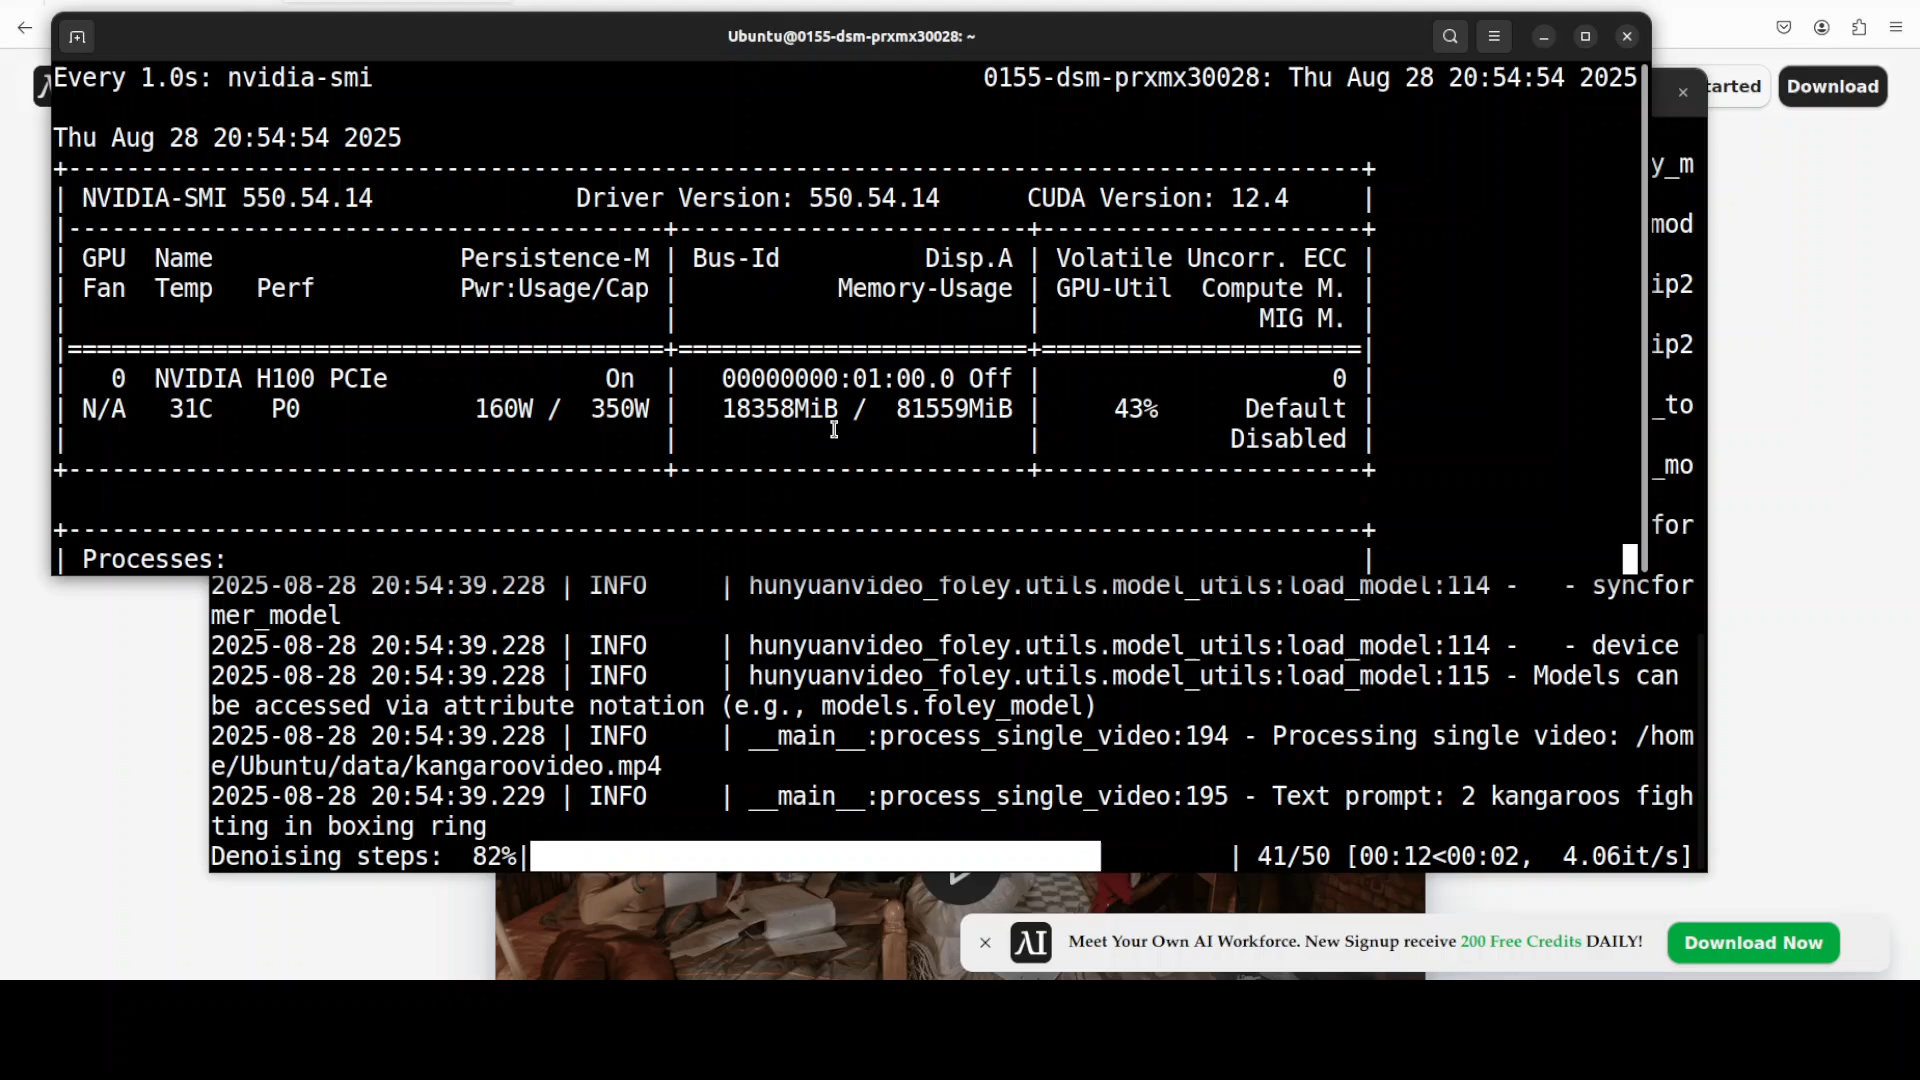 Ubuntu@0155-dsm-prxmx30028: ~
Every 1.0s: nvidia-smi 0155-dsm-prxmx30028: Thu Aug 28 20:54:54 2025
tarted Download
Thu Aug 28 20:54:54 2025
+-----------------------------------------------------------------------------------------+
| NVIDIA-SMI 550.54.14 Driver Version: 550.54.14 CUDA Version: 12.4 |
|-----------------------------------------+------------------------+----------------------+
| GPU Name Persistence-M | Bus-Id Disp.A | Volatile Uncorr. ECC |
| Fan Temp Perf Pwr:Usage/Cap | Memory-Usage | GPU-Util Compute M. |
| | | MIG M. |
|=========================================+========================+======================|
| 0 NVIDIA H100 PCIe On | 00000000:01:00.0 Off | 0 |
| N/A 31C P0 160W / 350W | 18358MiB / 81559MiB | 43% Default |
| | | Disabled |
+-----------------------------------------+------------------------+----------------------+
+-----------------------------------------------------------------------------------------+
| Processes: |
y_m
mod
ip2
ip2
_to
_mo
for
2025-08-28 20:54:39.228 | INFO | hunyuanvideo_foley.utils.model_utils:load_model:114 - - syncfor
mer_model
2025-08-28 20:54:39.228 | INFO | hunyuanvideo_foley.utils.model_utils:load_model:114 - - device
2025-08-28 20:54:39.228 | INFO | hunyuanvideo_foley.utils.model_utils:load_model:115 - Models can
be accessed via attribute notation (e.g., models.foley_model)
2025-08-28 20:54:39.228 | INFO | __main__:process_single_video:194 - Processing single video: /hom
e/Ubuntu/data/kangaroovideo.mp4
2025-08-28 20:54:39.229 | INFO | __main__:process_single_video:195 - Text prompt: 2 kangaroos figh
ting in boxing ring
Denoising steps: 82%| | 41/50 [00:12<00:02, 4.06it/s]
Meet Your Own AI Workforce. New Signup receive 200 Free Credits DAILY! Download Now